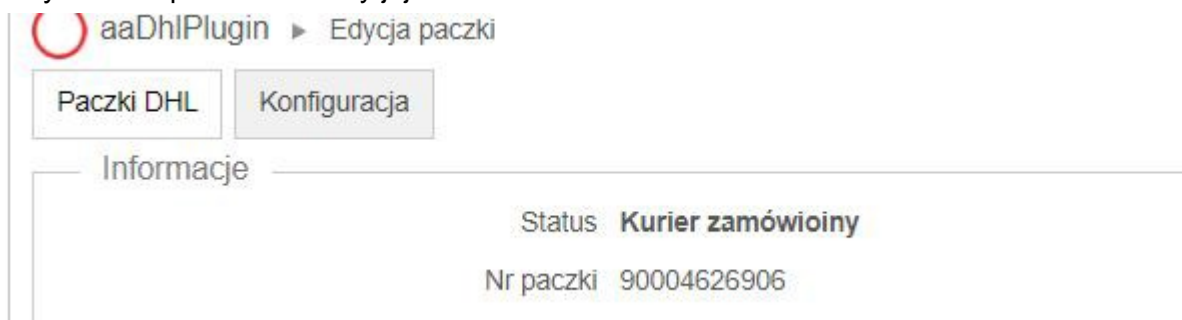 aaDhlPlugin ► Edycja paczki
Paczki DHL Konfiguracja
Informacje
Status Kurier zamówioiny
Nr paczki 90004626906